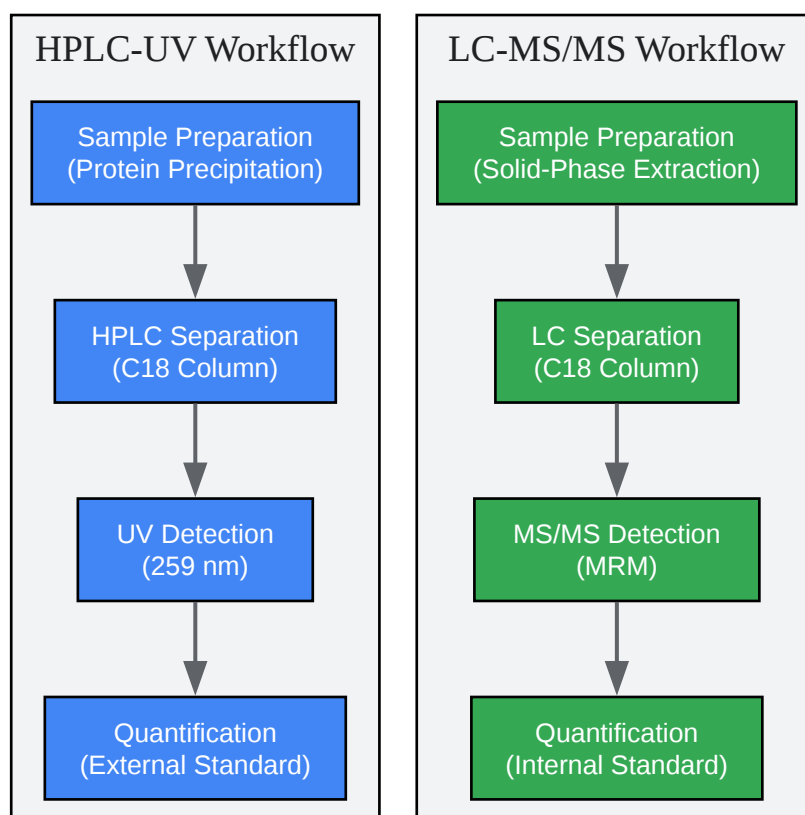 HPLC-UV Workflow
Sample Preparation
(Protein Precipitation)
HPLC Separation
(C18 Column)
UV Detection
(259 nm)
Quantification
(External Standard)
LC-MS/MS Workflow
Sample Preparation
(Solid-Phase Extraction)
LC Separation
(C18 Column)
MS/MS Detection
(MRM)
Quantification
(Internal Standard)